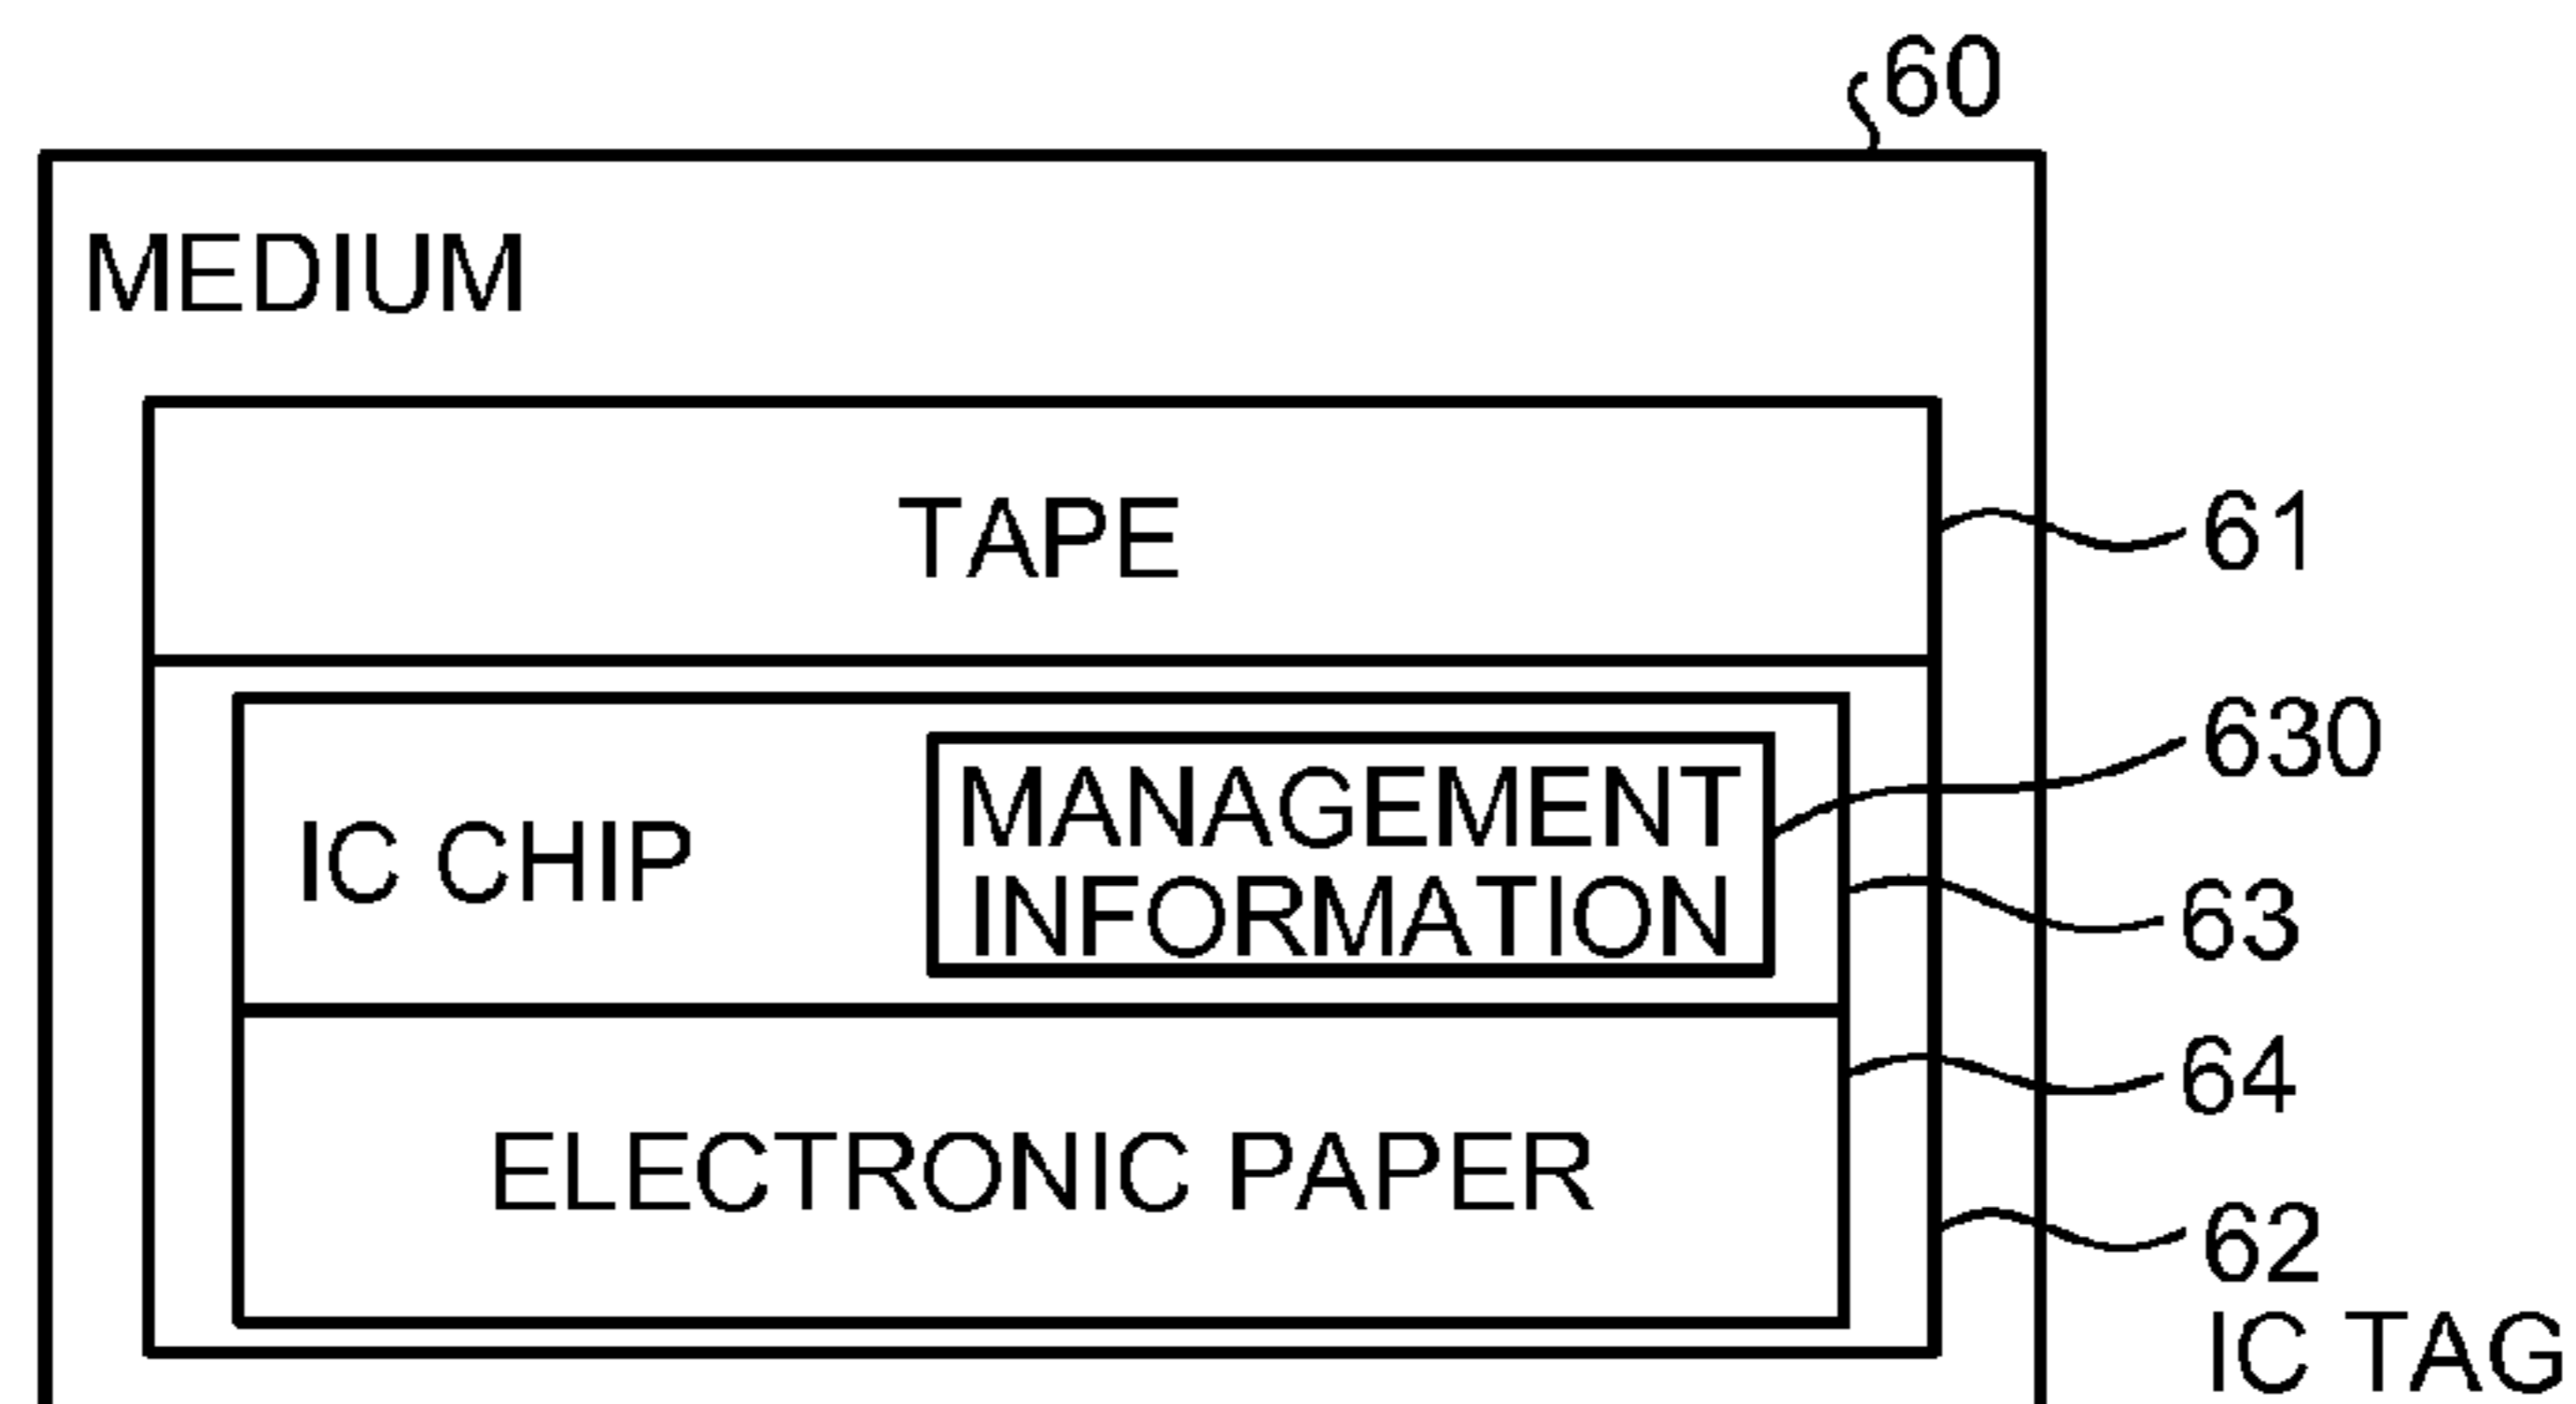 60
MEDIUM
TAPE
61
630
IC CHIP
MANAGEMENT
INFORMATION
63
64
ELECTRONIC PAPER
62
IC TAG